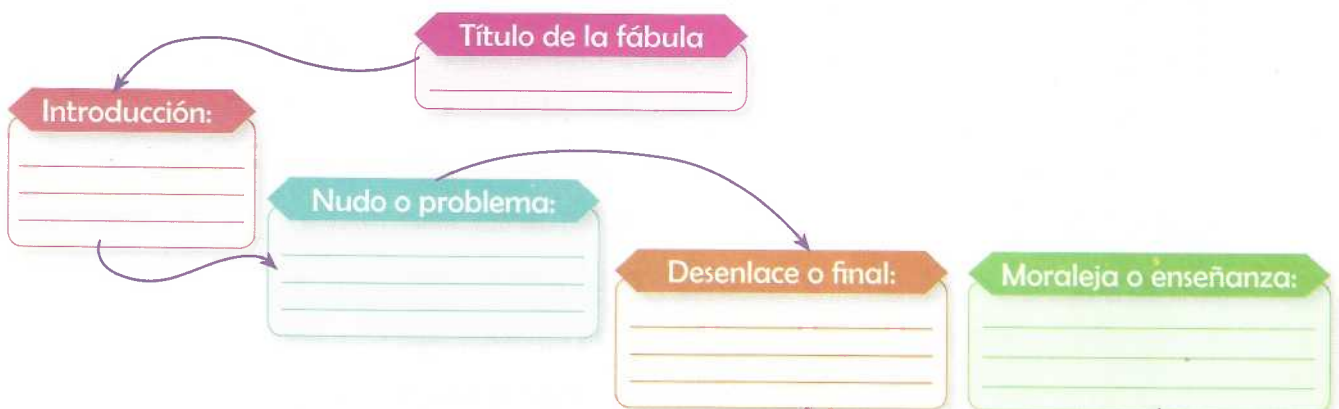 Título de la fábula
Introducción:
Nudo o problema:
Desenlace o final:
Moraleja o enseñanza: